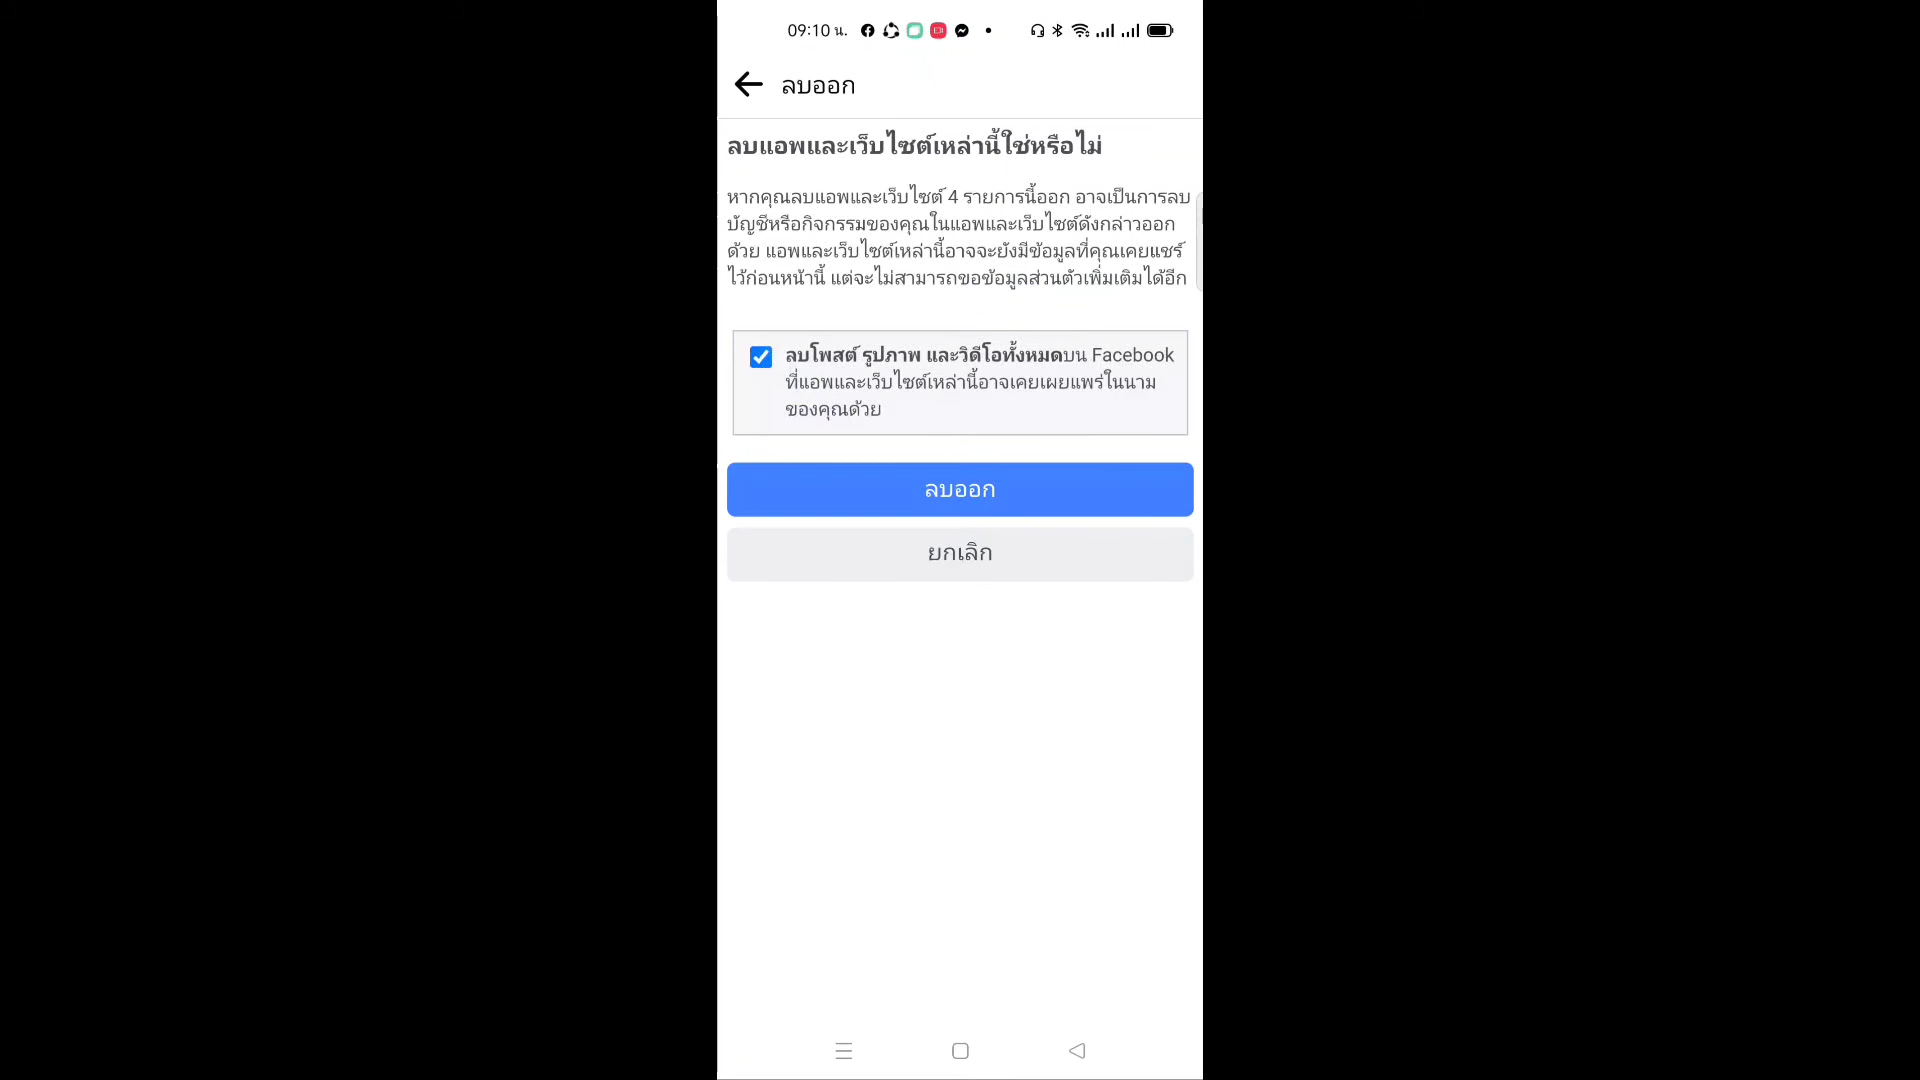 09:10 น.
ลบออก
ลบแอพและเว็บไซต์เหล่านี้ใช่หรือไม่
หากคุณลบแอพและเว็บไซต์ 4 รายการนี้ออก อาจเป็นการลบ
บัญชีหรือกิจกรรมของคุณในแอพและเว็บไซต์ดังกล่าวออก
ด้วย แอพและเว็บไซต์เหล่านี้อาจจะยังมีข้อมูลที่คุณเคยแชร์
ไว้ก่อนหน้านี้ แต่จะไม่สามารถขอข้อมูลส่วนตัวเพิ่มเติมได้อีก
ลบโพสต์ รูปภาพ และวิดีโอทั้งหมดบน Facebook
ที่แอพและเว็บไซต์เหล่านี้อาจเคยเผยแพร่ในนาม
ของคุณด้วย
ลบออก
ยกเลิก